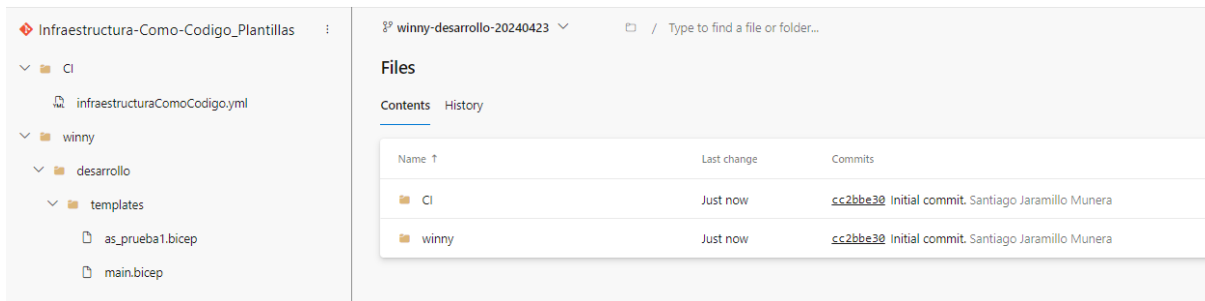 Infraestructura-Como-Codigo_Plantillas
CI
infraestructuraComoCodigo.yml
winny
desarrollo
templates
as_prueba1.bicep
main.bicep
winny-desarrollo-20240423
/ Type to find a file or folder...
Files
Contents History
Name ↑ Last change Commits
CI Just now cc2bbe30 Initial commit. Santiago Jaramillo Munera
winny Just now cc2bbe30 Initial commit. Santiago Jaramillo Munera